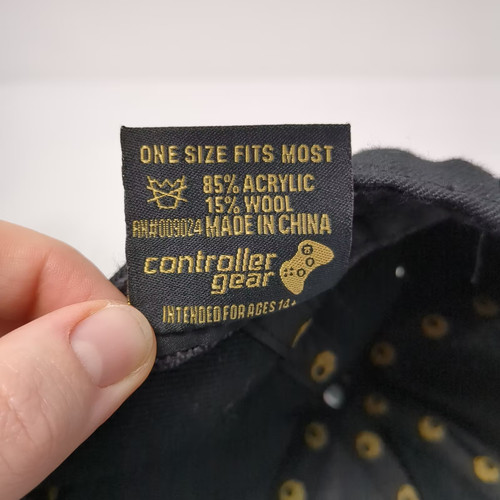 ONE SIZE FITS MOST
85% ACRYLIC
15% WOOL
RN#009024 MADE IN CHINA
controller
gear
INTENDED FOR AGES 14+